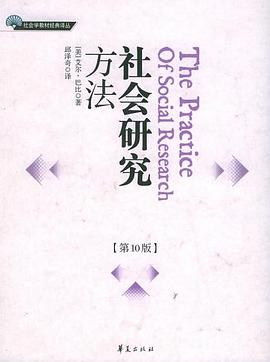 社会学教材经典译丛
The Practice
Of Social Research
社会研究
方法
[美]艾尔·巴比 著
邱泽奇 译
【第10版】
华夏出版社